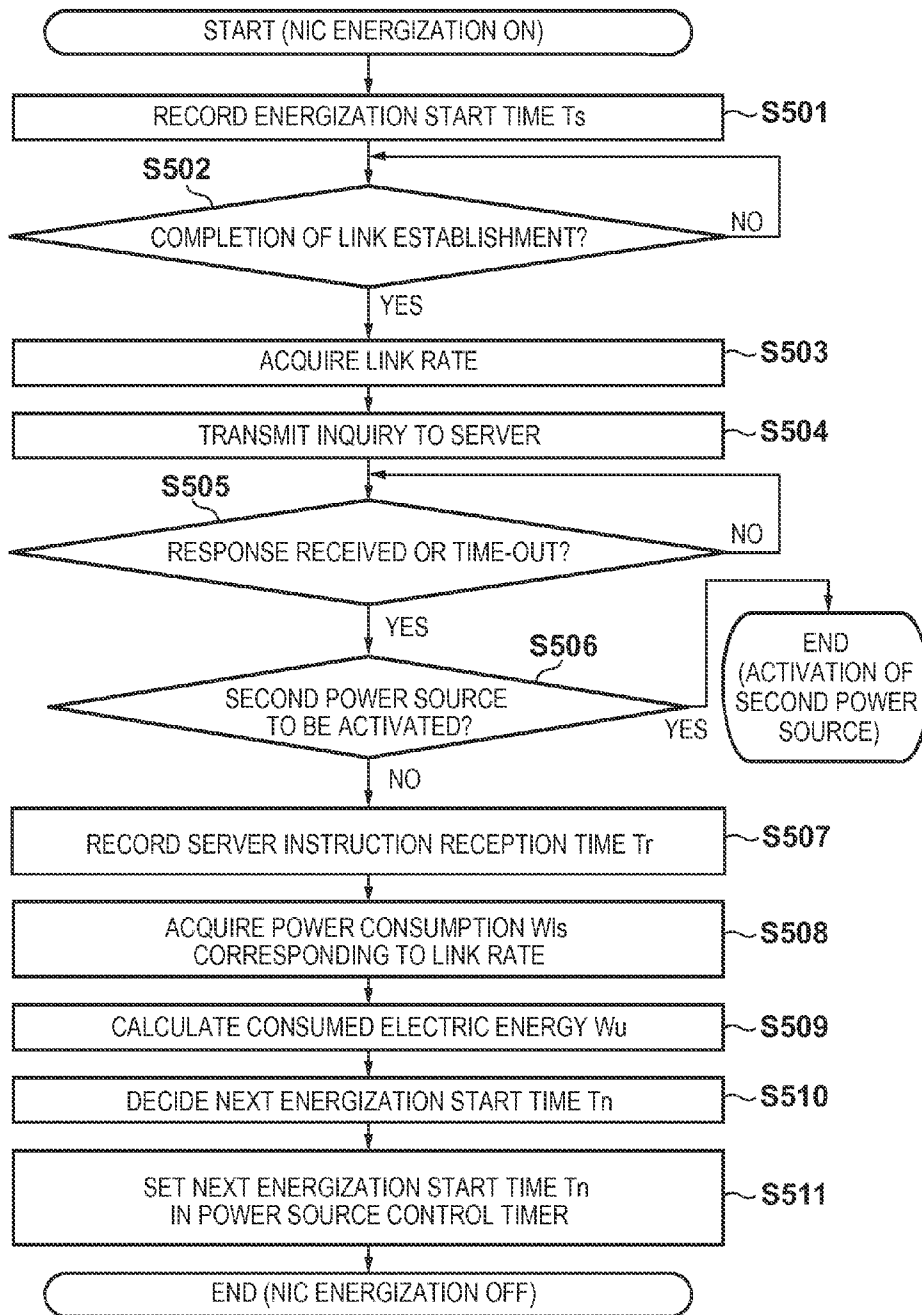 START (NIC ENERGIZATION ON)
RECORD ENERGIZATION START TIME Ts
S501
S502
COMPLETION OF LINK ESTABLISHMENT?
NO
YES
ACQUIRE LINK RATE
S503
TRANSMIT INQUIRY TO SERVER
S504
S505
RESPONSE RECEIVED OR TIME-OUT?
NO
YES
S506
SECOND POWER SOURCE
TO BE ACTIVATED?
YES
END
(ACTIVATION OF
SECOND POWER
SOURCE)
NO
RECORD SERVER INSTRUCTION RECEPTION TIME Tr
S507
ACQUIRE POWER CONSUMPTION Wls
CORRESPONDING TO LINK RATE
S508
CALCULATE CONSUMED ELECTRIC ENERGY Wu
S509
DECIDE NEXT ENERGIZATION START TIME Tn
S510
SET NEXT ENERGIZATION START TIME Tn
IN POWER SOURCE CONTROL TIMER
S511
END (NIC ENERGIZATION OFF)